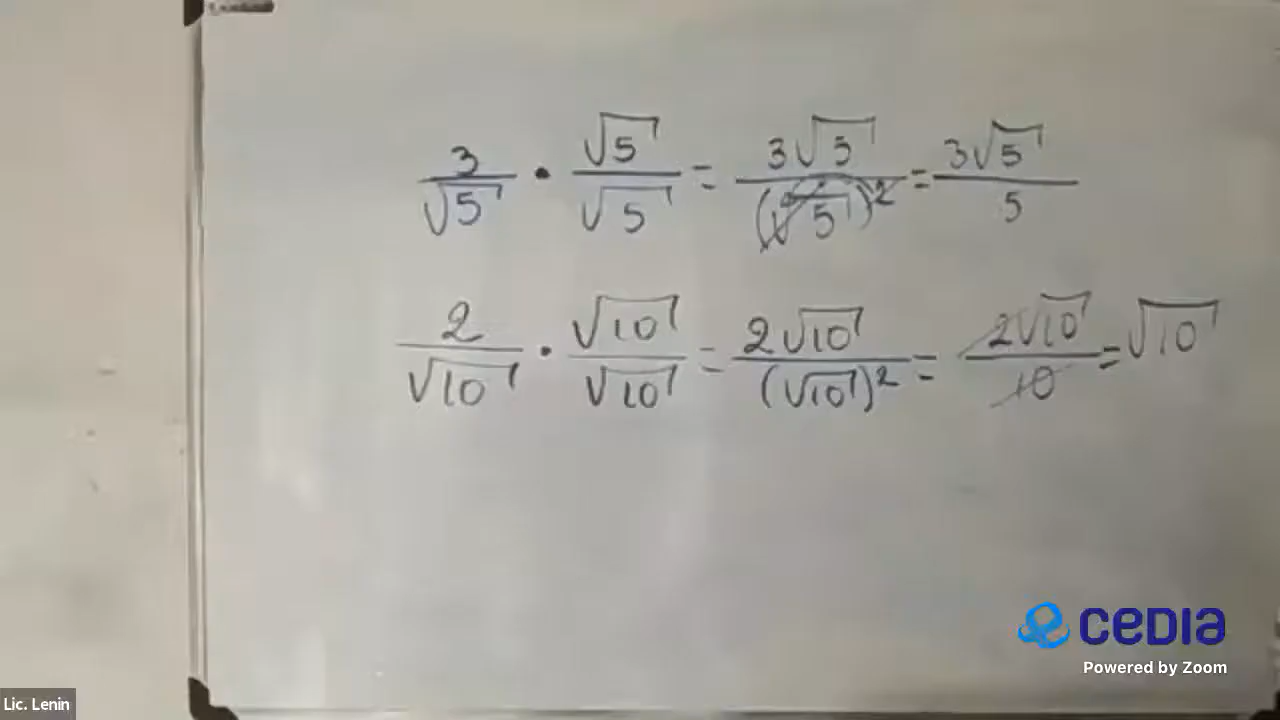 3/√5 • √5/√5 = 3√5/(√5)² = 3√5/5
2/√10 • √10/√10 = 2√10/(√10)² = 2√10/10 = √10
CEDIA
Powered by Zoom
Lic. Lenin